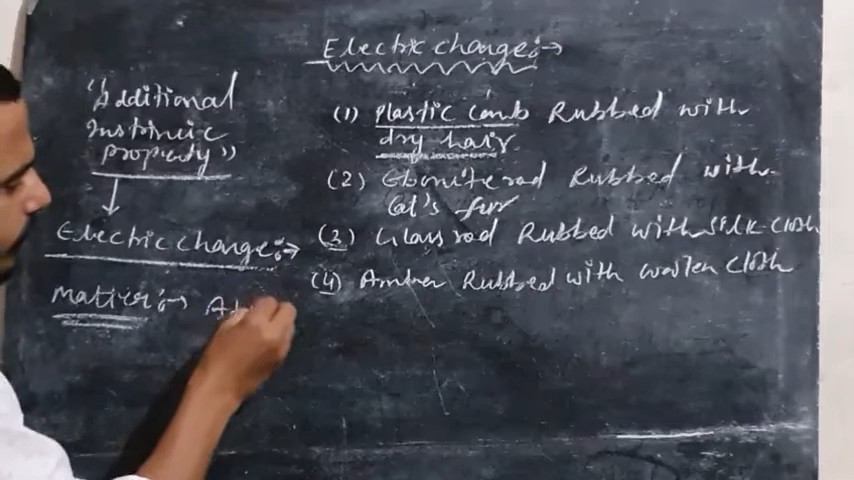 Electric charge:→
"Additional
Instrinsic
property"
Electric charge:→
Matter:→ At
(1) Plastic comb Rubbed with
dry hair
(2) Ebonite rod Rubbed with
Cat's fur
(3) Glass rod Rubbed with silk cloth
(4) Amber Rubbed with woolen cloth